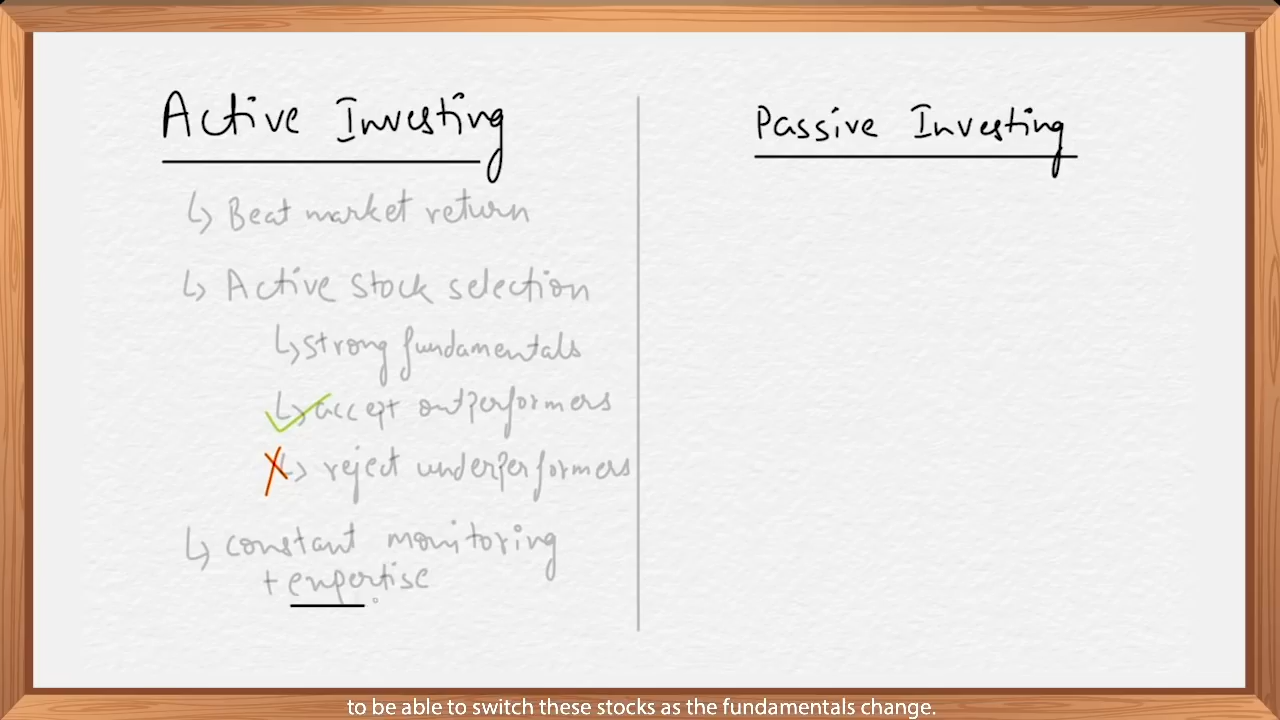 Active Investing
↳ Beat market return
↳ Active stock selection
↳ strong fundamentals
↳ accept outperformers
↳ reject underperformers
↳ constant monitoring
+ expertise
Passive Investing
to be able to switch these stocks as the fundamentals change.